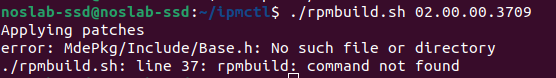 noslab-ssd@noslab-ssd:~/ipmctl$ ./rpmbuild.sh 02.00.00.3709
Applying patches
error: MdePkg/Include/Base.h: No such file or directory
./rpmbuild.sh: line 37: rpmbuild: command not found